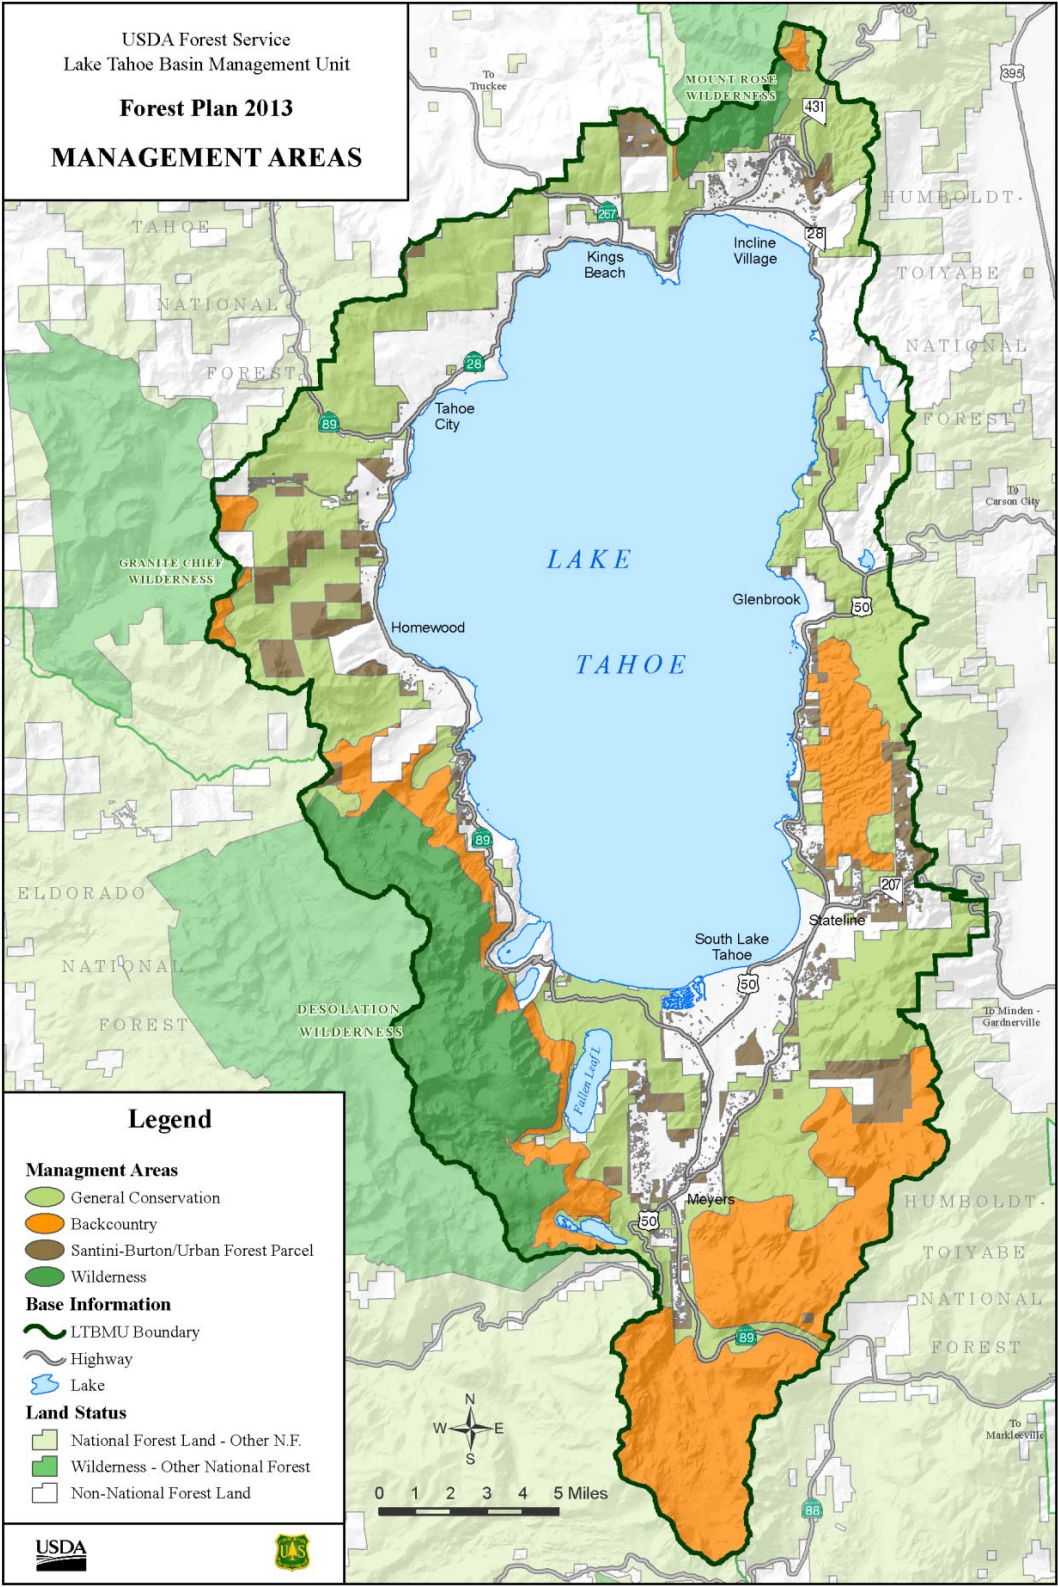 USDA Forest Service
Lake Tahoe Basin Management Unit
Forest Plan 2013
MANAGEMENT AREAS
To
Truckee
MOUNT ROSE
WILDERNESS
395
431
HUMBOLDT-
TOIYABE
NATIONAL
FOREST
TAHOE
NATIONAL
FOREST
267
28
Kings
Beach
Incline
Village
28
Tahoe
City
89
To
Carson City
GRANITE CHIEF
WILDERNESS
LAKE
TAHOE
Glenbrook
50
Homewood
89
207
Stateline
ELDORADO
NATIONAL
FOREST
South Lake
Tahoe
50
DESOLATION
WILDERNESS
To Minden -
Gardnerville
Fallen Leaf L
Meyers
50
HUMBOLDT-
TOIYABE
NATIONAL
FOREST
89
To
Markleeville
88
Legend
Managment Areas
General Conservation
Backcountry
Santini-Burton/Urban Forest Parcel
Wilderness
Base Information
LTBMU Boundary
Highway
Lake
Land Status
National Forest Land - Other N.F.
Wilderness - Other National Forest
Non-National Forest Land
N
W E
S
0 1 2 3 4 5 Miles
USDA
U S